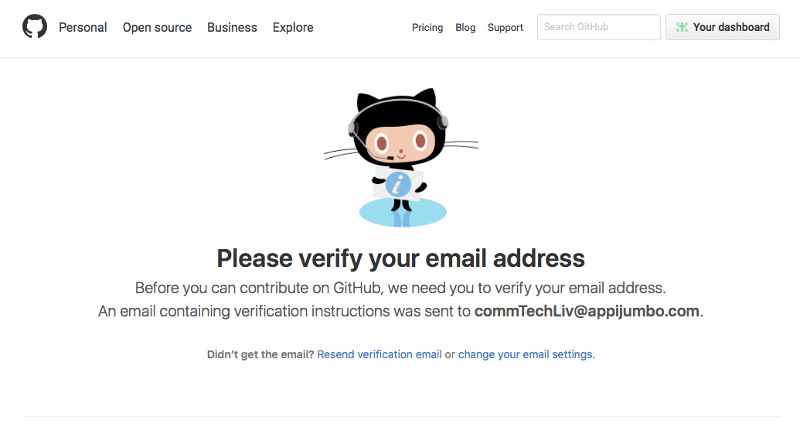 Personal Open source Business Explore Pricing Blog Support Search GitHub Your dashboard
i
Please verify your email address
Before you can contribute on GitHub, we need you to verify your email address.
An email containing verification instructions was sent to commTechLiv@appijumbo.com.
Didn't get the email? Resend verification email or change your email settings.